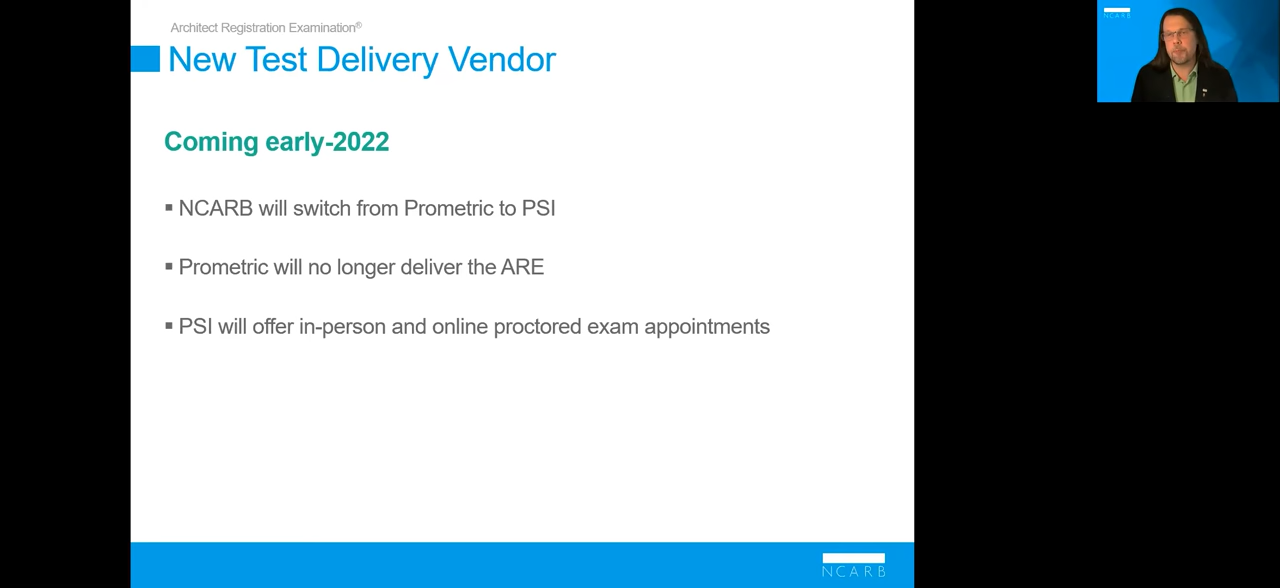 Architect Registration Examination®
New Test Delivery Vendor
Coming early-2022
▪ NCARB will switch from Prometric to PSI
▪ Prometric will no longer deliver the ARE
▪ PSI will offer in-person and online proctored exam appointments
NCARB
NCARB